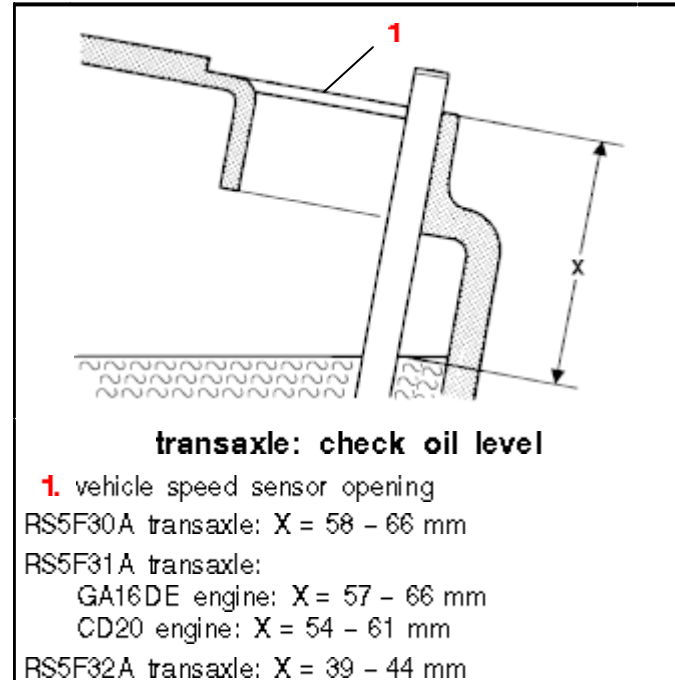 1
x
transaxle: check oil level
1. vehicle speed sensor opening
RS5F30A transaxle: X = 58 – 66 mm
RS5F31A transaxle:
GA16DE engine: X = 57 – 66 mm
CD20 engine: X = 54 – 61 mm
RS5F32A transaxle: X = 39 – 44 mm